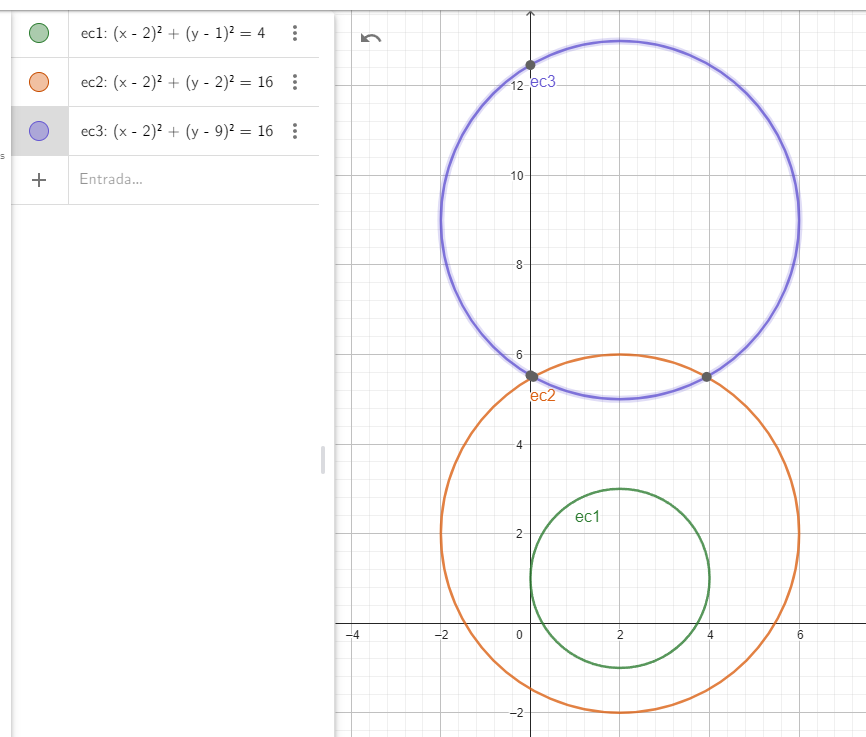 ec1: (x - 2)² + (y - 1)² = 4
ec2: (x - 2)² + (y - 2)² = 16
ec3: (x - 2)² + (y - 9)² = 16
s
Entrada...
12
ec3
10
8
6
ec2
4
ec1
2
−4
−2
0
2
4
6
−2